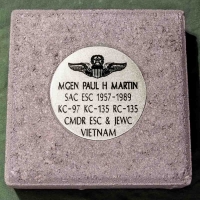 MGEN PAUL H MARTIN
SAC ESC 1957-1989
KC-97 KC-135 RC-135
CMDR ESC & JEWC
VIETNAM